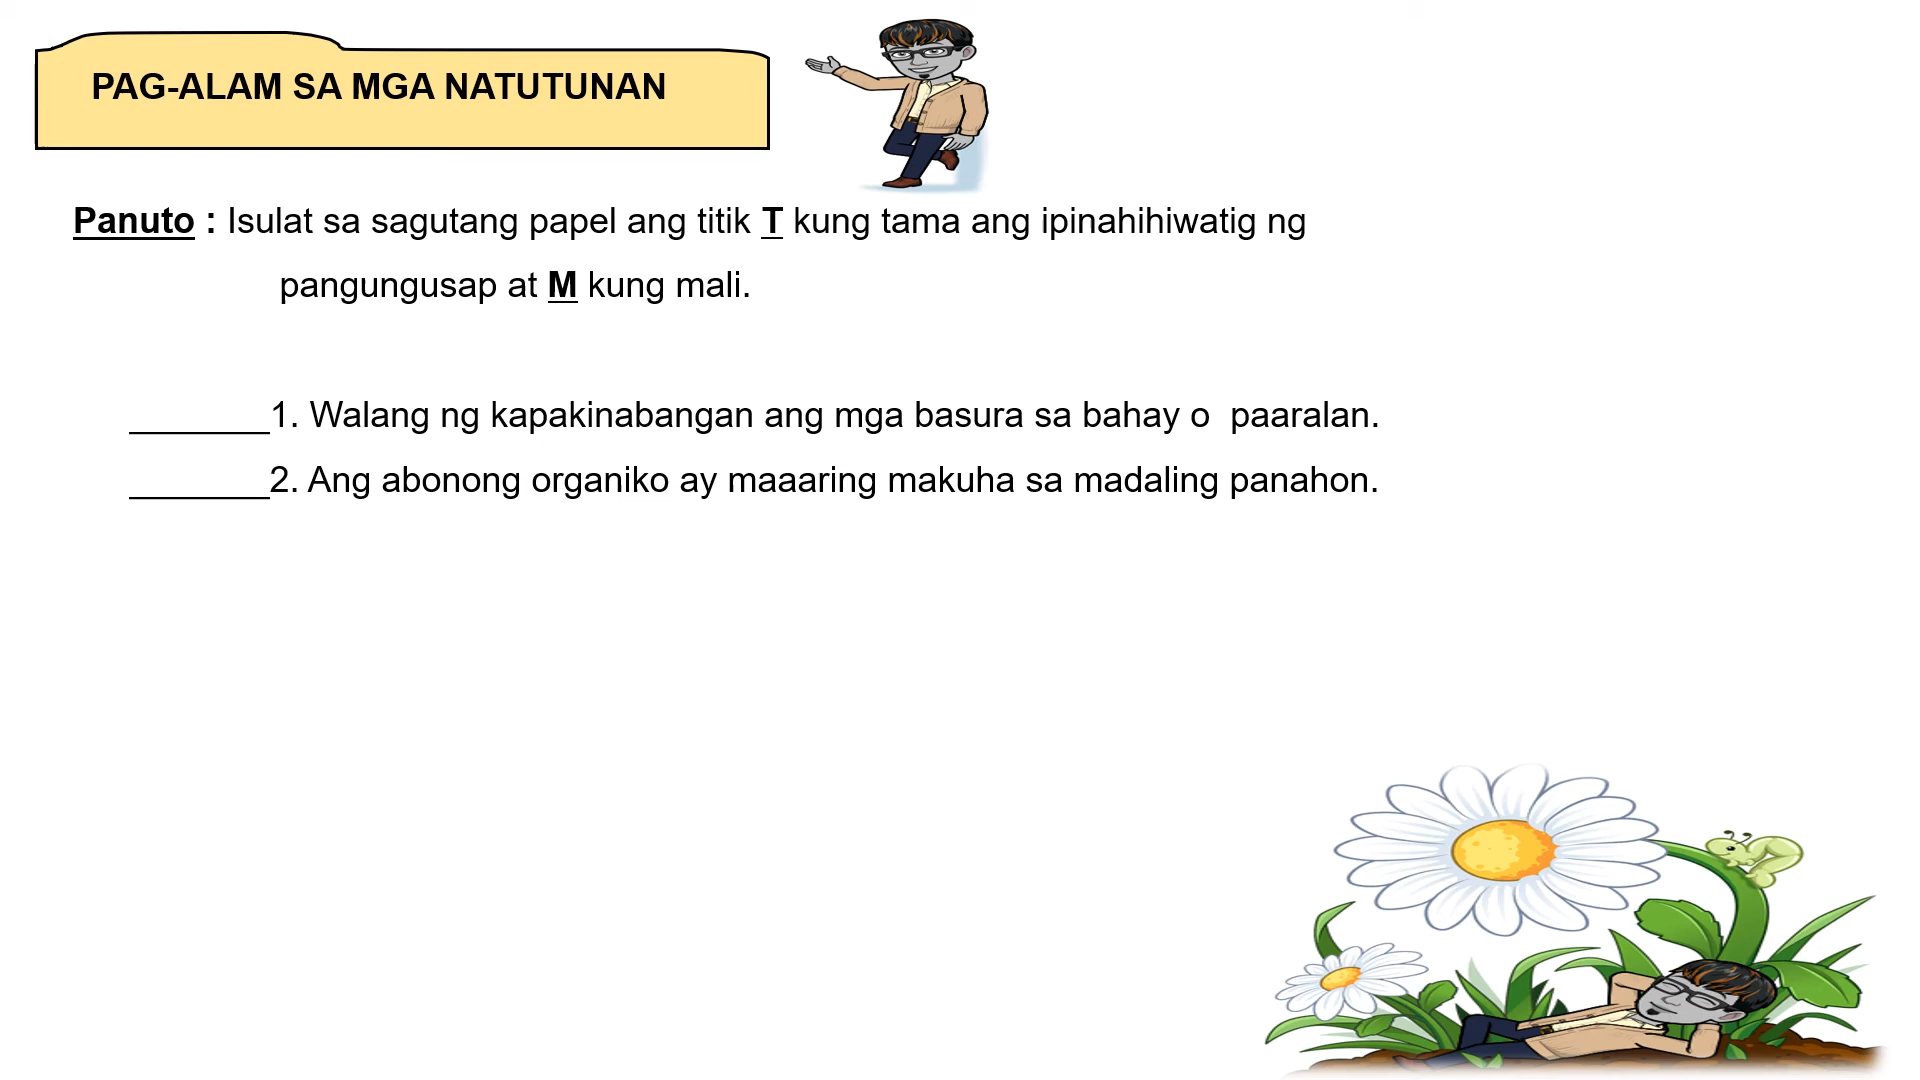 PAG-ALAM SA MGA NATUTUNAN
Panuto : Isulat sa sagutang papel ang titik T kung tama ang ipinahihiwatig ng
pangungusap at M kung mali.
_______1. Walang ng kapakinabangan ang mga basura sa bahay o  paaralan.
_______2. Ang abonong organiko ay maaaring makuha sa madaling panahon.